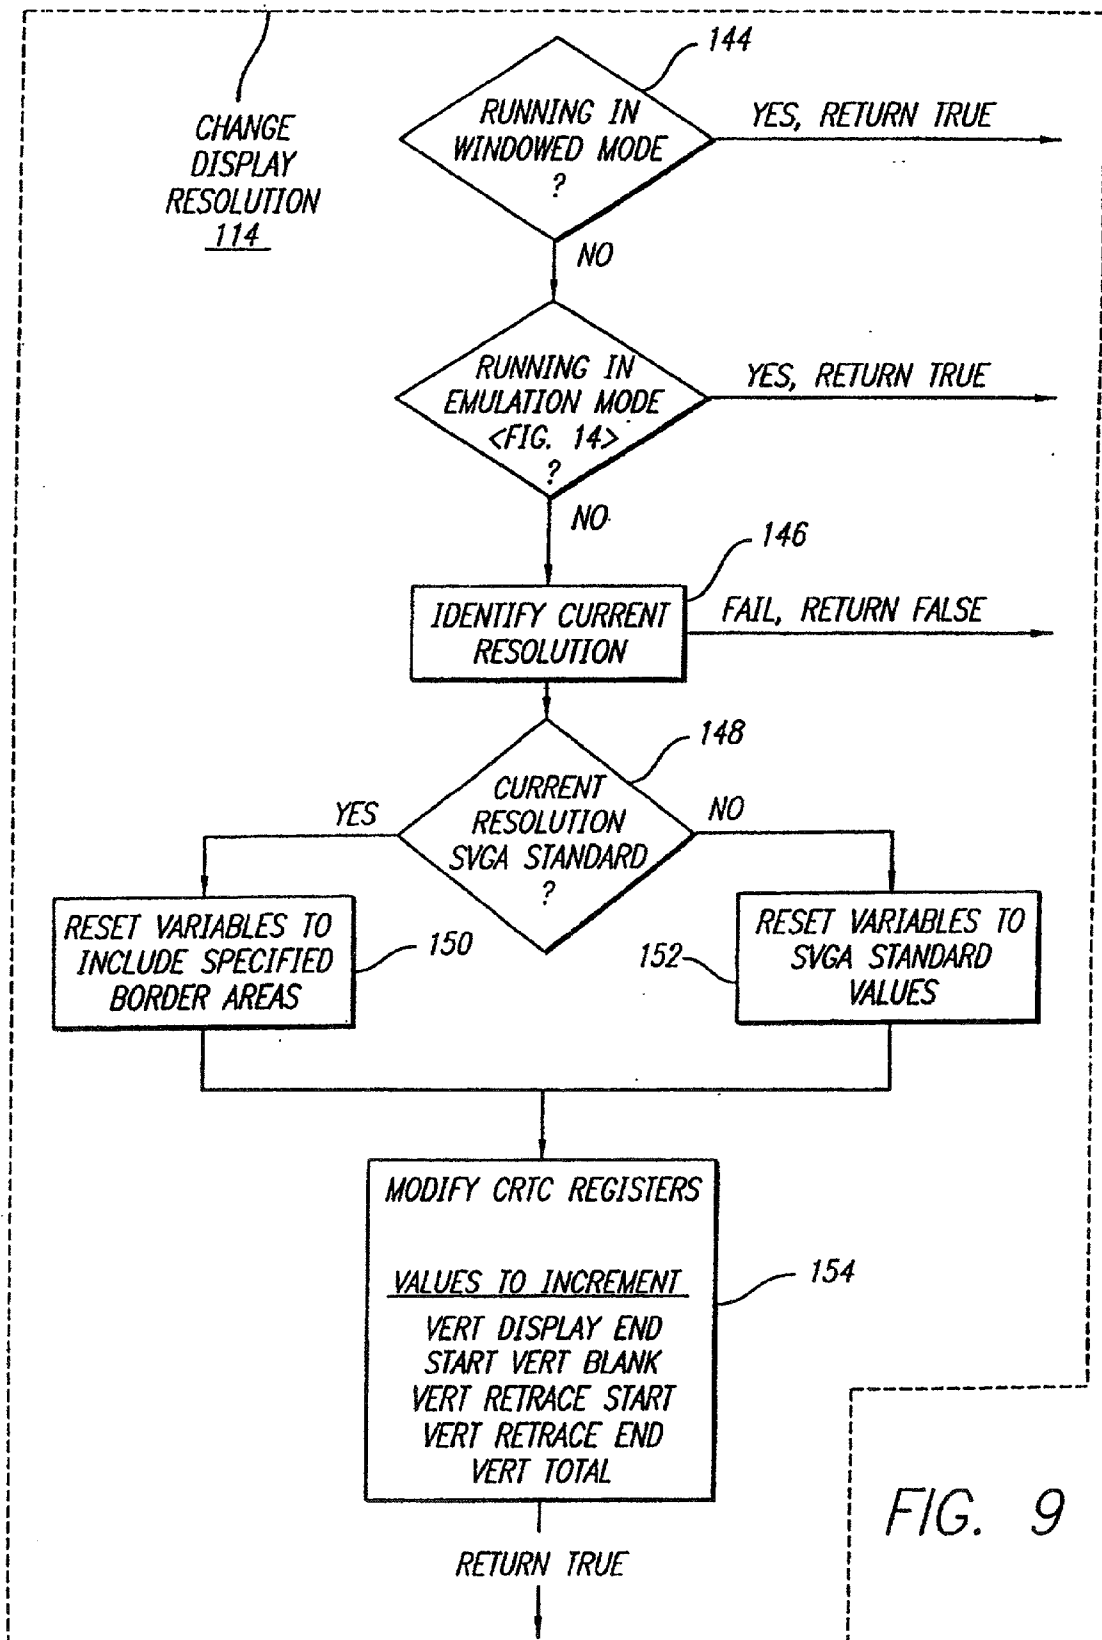 144
CHANGE
DISPLAY
RESOLUTION
114
RUNNING IN
WINDOWED MODE
?
YES, RETURN TRUE
NO
RUNNING IN
EMULATION MODE
<FIG. 14>
?
YES, RETURN TRUE
NO
146
IDENTIFY CURRENT
RESOLUTION
FAIL, RETURN FALSE
148
CURRENT
RESOLUTION
SVGA STANDARD
?
YES
NO
RESET VARIABLES TO
INCLUDE SPECIFIED
BORDER AREAS
150
152
RESET VARIABLES TO
SVGA STANDARD
VALUES
MODIFY CRTC REGISTERS
VALUES TO INCREMENT
VERT DISPLAY END
START VERT BLANK
VERT RETRACE START
VERT RETRACE END
VERT TOTAL
154
RETURN TRUE
FIG. 9